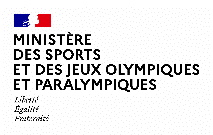 MINISTÈRE
DES SPORTS
ET DES JEUX OLYMPIQUES
ET PARALYMPIQUES
Liberté
Égalité
Fraternité